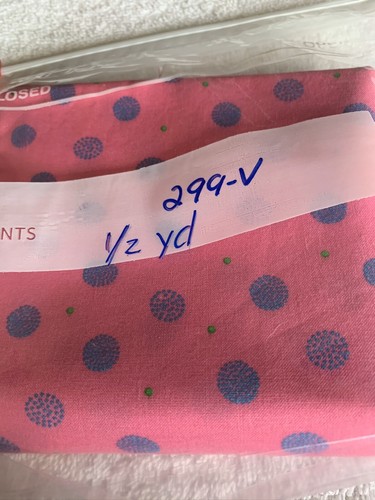 LOSED
299-V
NTS
1/2 yd